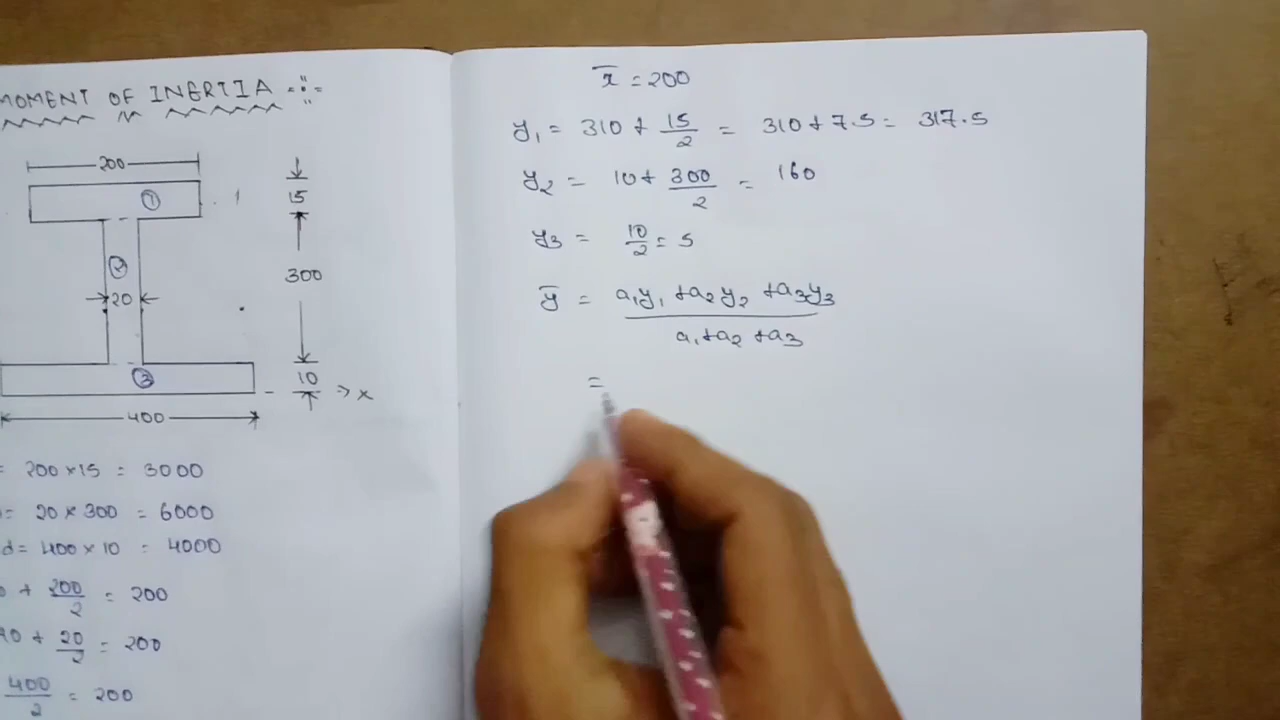 MOMENT OF INERTIA
200
①
15
300
②
20
③
10
→ x
400
= 200 × 15 = 3000
= 20 × 300 = 6000
d = 400 × 10 = 4000
+ 200/2 = 200
90 + 20/2 = 200
400/2 = 200
x̄ = 200
y₁ = 310 + 15/2 = 310 + 7.5 = 317.5
y₂ = 10 + 300/2 = 160
y₃ = 10/2 = 5
ȳ = a₁y₁ + a₂y₂ + a₃y₃ / a₁ + a₂ + a₃
=